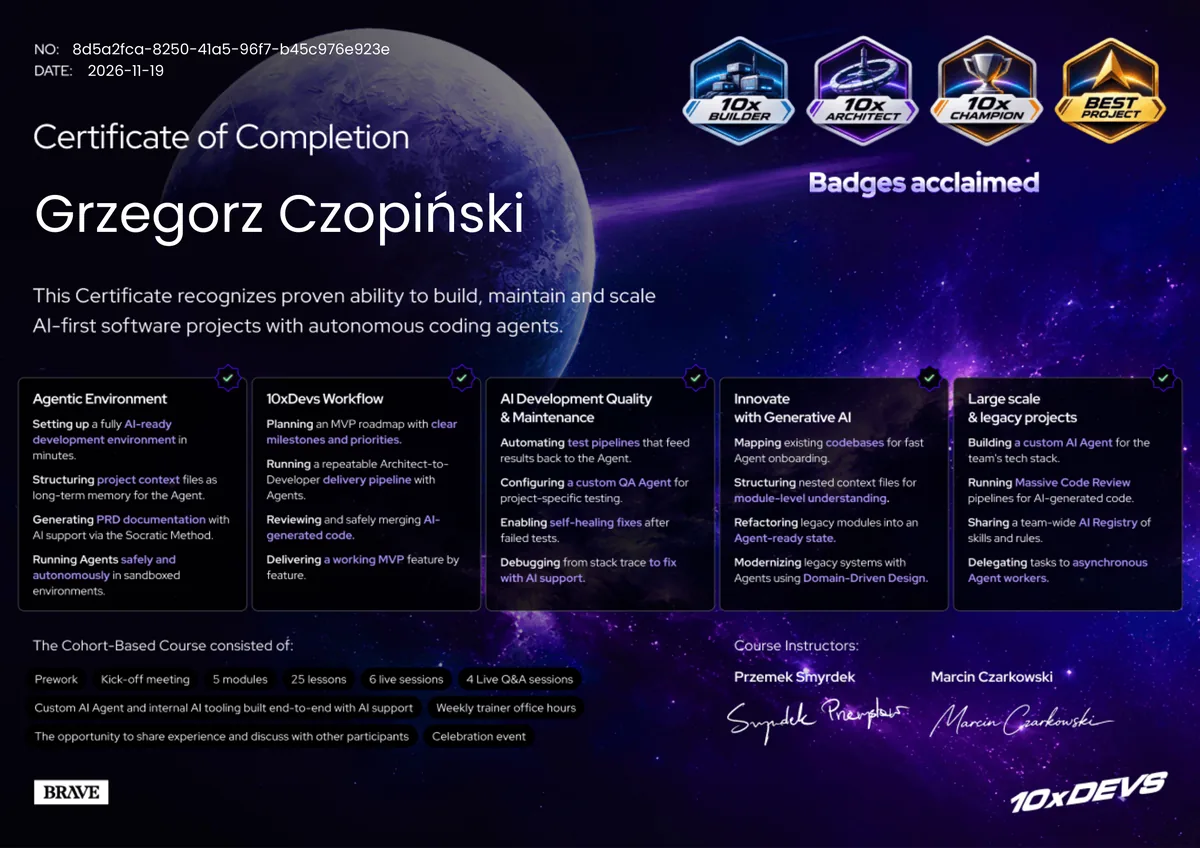 NO: 8d5a2fca-8250-41a5-96f7-b45c976e923e
DATE: 2026-11-19
10x
BUILDER
10x
ARCHITECT
10x
CHAMPION
BEST
PROJECT
Badges acclaimed
Certificate of Completion
Grzegorz Czopiński
This Certificate recognizes proven ability to build, maintain and scale
AI-first software projects with autonomous coding agents.
Agentic Environment
Setting up a fully AI-ready
development environment in
minutes.
Structuring project context files as
long-term memory for the Agent.
Generating PRD documentation with
AI support via the Socratic Method.
Running Agents safely and
autonomously in sandboxed
environments.
10xDevs Workflow
Planning an MVP roadmap with clear
milestones and priorities.
Running a repeatable Architect-to-
Developer delivery pipeline with
Agents.
Reviewing and safely merging AI-
generated code.
Delivering a working MVP feature by
feature.
AI Development Quality
& Maintenance
Automating test pipelines that feed
results back to the Agent.
Configuring a custom QA Agent for
project-specific testing.
Enabling self-healing fixes after
failed tests.
Debugging from stack trace to fix
with AI support.
Innovate
with Generative AI
Mapping existing codebases for fast
Agent onboarding.
Structuring nested context files for
module-level understanding.
Refactoring legacy modules into an
Agent-ready state.
Modernizing legacy systems with
Agents using Domain-Driven Design.
Large scale
& legacy projects
Building a custom AI Agent for the
team's tech stack.
Running Massive Code Review
pipelines for AI-generated code.
Sharing a team-wide AI Registry of
skills and rules.
Delegating tasks to asynchronous
Agent workers.
The Cohort-Based Course consisted of:
Prework
Kick-off meeting
5 modules
25 lessons
6 live sessions
4 Live Q&A sessions
Custom AI Agent and internal AI tooling built end-to-end with AI support
Weekly trainer office hours
The opportunity to share experience and discuss with other participants
Celebration event
Course Instructors:
Przemek Smyrdek
Marcin Czarkowski
Smyrdek Przemysław
Marcin Czarkowski
BRAVE
10xDEVS